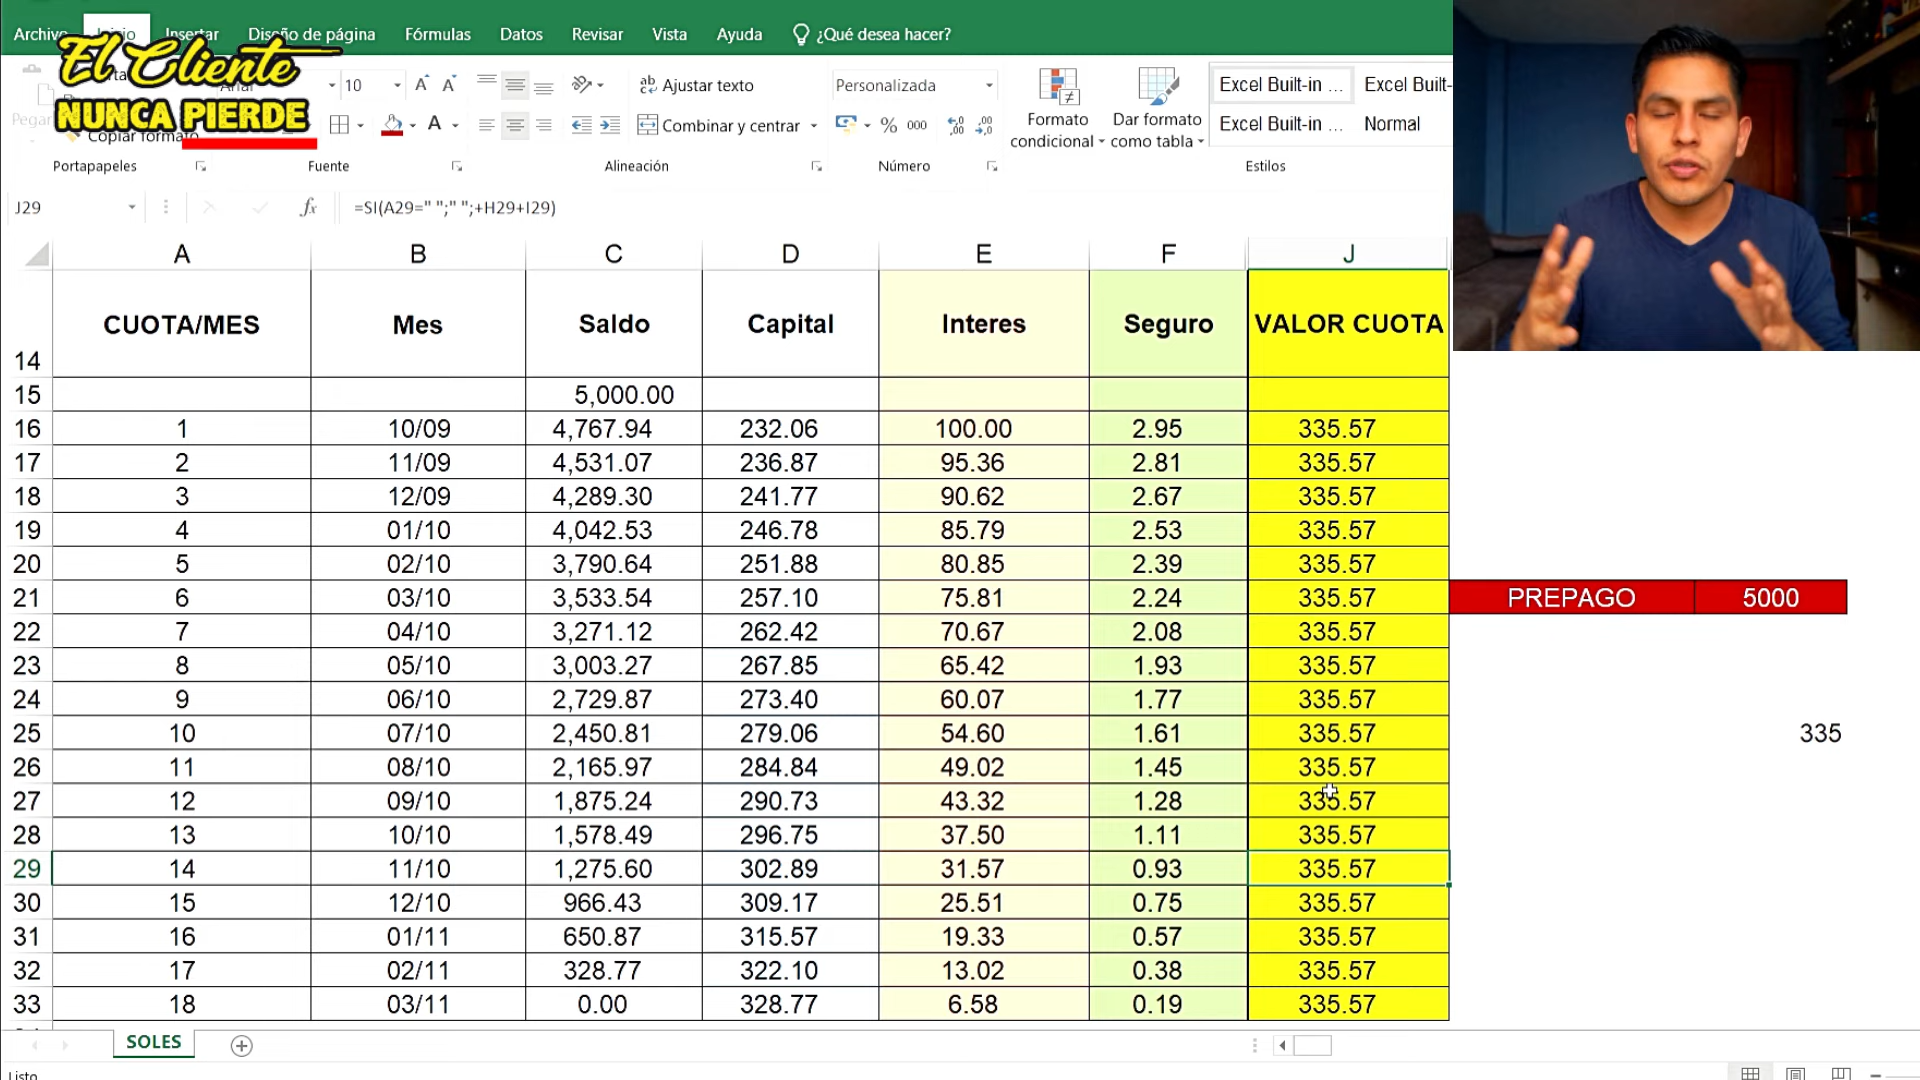 Archivo Inicio Insertar Diseño de página Fórmulas Datos Revisar Vista Ayuda ¿Qué desea hacer?
El Cliente
NUNCA PIERDE
10 A A ab Ajustar texto Personalizada Excel Built-in ... Excel Built-
Pegar Copiar formato A Combinar y centrar % 000 Formato condicional Dar formato como tabla Excel Built-in ... Normal
Portapapeles Fuente Alineación Número Estilos
J29 fx =SI(A29=" ";" ";+H29+I29)
A B C D E F J
14 CUOTA/MES Mes Saldo Capital Interes Seguro VALOR CUOTA
15 5,000.00
16 1 10/09 4,767.94 232.06 100.00 2.95 335.57
17 2 11/09 4,531.07 236.87 95.36 2.81 335.57
18 3 12/09 4,289.30 241.77 90.62 2.67 335.57
19 4 01/10 4,042.53 246.78 85.79 2.53 335.57
20 5 02/10 3,790.64 251.88 80.85 2.39 335.57
21 6 03/10 3,533.54 257.10 75.81 2.24 335.57 PREPAGO 5000
22 7 04/10 3,271.12 262.42 70.67 2.08 335.57
23 8 05/10 3,003.27 267.85 65.42 1.93 335.57
24 9 06/10 2,729.87 273.40 60.07 1.77 335.57
25 10 07/10 2,450.81 279.06 54.60 1.61 335.57 335
26 11 08/10 2,165.97 284.84 49.02 1.45 335.57
27 12 09/10 1,875.24 290.73 43.32 1.28 335.57
28 13 10/10 1,578.49 296.75 37.50 1.11 335.57
29 14 11/10 1,275.60 302.89 31.57 0.93 335.57
30 15 12/10 966.43 309.17 25.51 0.75 335.57
31 16 01/11 650.87 315.57 19.33 0.57 335.57
32 17 02/11 328.77 322.10 13.02 0.38 335.57
33 18 03/11 0.00 328.77 6.58 0.19 335.57
SOLES
Listo